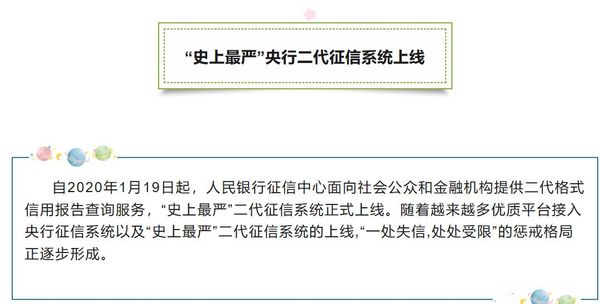 “史上最严”央行二代征信系统上线
自2020年1月19日起，人民银行征信中心面向社会公众和金融机构提供二代格式
信用报告查询服务，“史上最严”二代征信系统正式上线。随着越来越多优质平台接入
央行征信系统以及“史上最严”二代征信系统的上线,“一处失信,处处受限”的惩戒格局
正逐步形成。